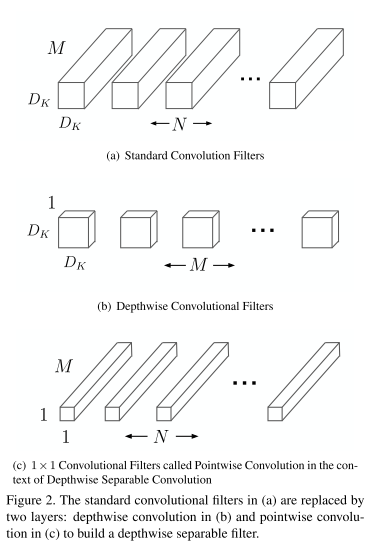 M
D_K
D_K
← N →
...
(a) Standard Convolution Filters
1
D_K
D_K
← M →
...
(b) Depthwise Convolutional Filters
M
1
1
← N →
...
(c) 1 × 1 Convolutional Filters called Pointwise Convolution in the con-
text of Depthwise Separable Convolution
Figure 2. The standard convolutional filters in (a) are replaced by
two layers: depthwise convolution in (b) and pointwise convolu-
tion in (c) to build a depthwise separable filter.